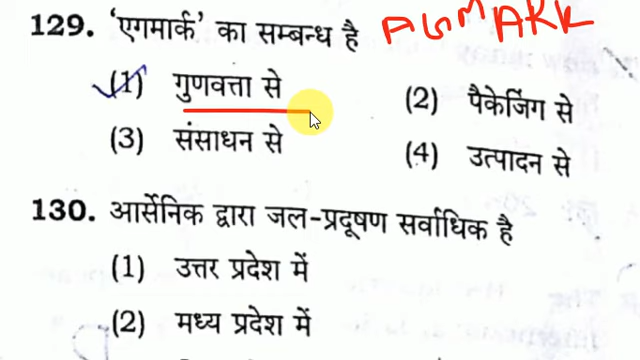 129. 'एगमार्क' का सम्बन्ध है AGMARK
(1) गुणवत्ता से (2) पैकेजिंग से
(3) संसाधन से (4) उत्पादन से
130. आर्सेनिक द्वारा जल-प्रदूषण सर्वाधिक है
(1) उत्तर प्रदेश में
(2) मध्य प्रदेश में